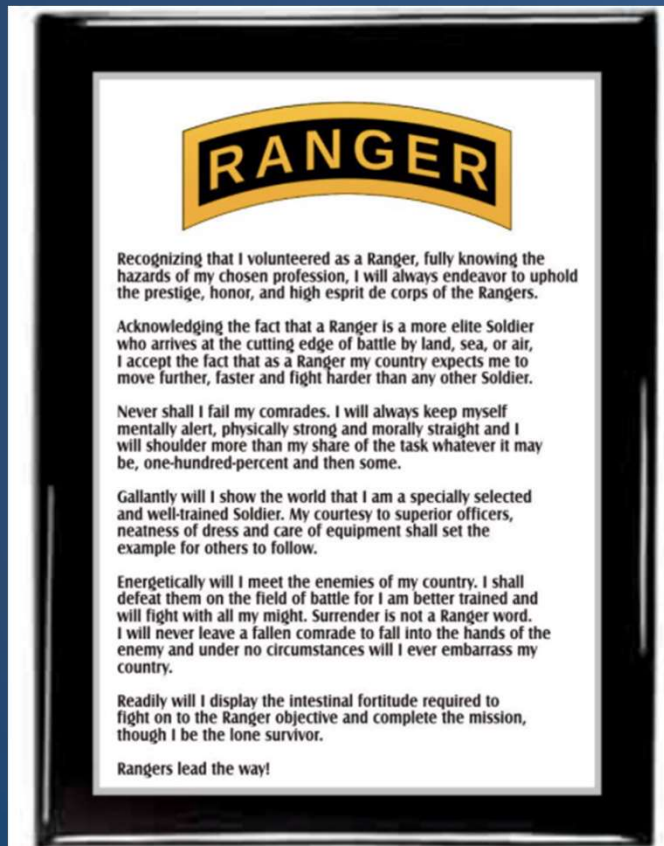 RANGER
Recognizing that I volunteered as a Ranger, fully knowing the
hazards of my chosen profession, I will always endeavor to uphold
the prestige, honor, and high esprit de corps of the Rangers.
Acknowledging the fact that a Ranger is a more elite Soldier
who arrives at the cutting edge of battle by land, sea, or air,
I accept the fact that as a Ranger my country expects me to
move further, faster and fight harder than any other Soldier.
Never shall I fail my comrades. I will always keep myself
mentally alert, physically strong and morally straight and I
will shoulder more than my share of the task whatever it may
be, one-hundred-percent and then some.
Gallantly will I show the world that I am a specially selected
and well-trained Soldier. My courtesy to superior officers,
neatness of dress and care of equipment shall set the
example for others to follow.
Energetically will I meet the enemies of my country. I shall
defeat them on the field of battle for I am better trained and
will fight with all my might. Surrender is not a Ranger word.
I will never leave a fallen comrade to fall into the hands of the
enemy and under no circumstances will I ever embarrass my
country.
Readily will I display the intestinal fortitude required to
fight on to the Ranger objective and complete the mission,
though I be the lone survivor.
Rangers lead the way!